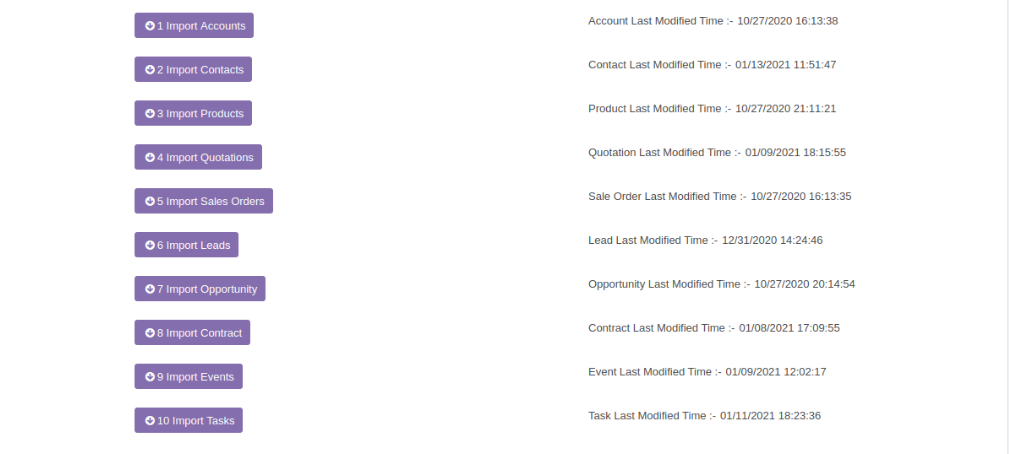 1 Import Accounts Account Last Modified Time :- 10/27/2020 16:13:38
2 Import Contacts Contact Last Modified Time :- 01/13/2021 11:51:47
3 Import Products Product Last Modified Time :- 10/27/2020 21:11:21
4 Import Quotations Quotation Last Modified Time :- 01/09/2021 18:15:55
5 Import Sales Orders Sale Order Last Modified Time :- 10/27/2020 16:13:35
6 Import Leads Lead Last Modified Time :- 12/31/2020 14:24:46
7 Import Opportunity Opportunity Last Modified Time :- 10/27/2020 20:14:54
8 Import Contract Contract Last Modified Time :- 01/08/2021 17:09:55
9 Import Events Event Last Modified Time :- 01/09/2021 12:02:17
10 Import Tasks Task Last Modified Time :- 01/11/2021 18:23:36